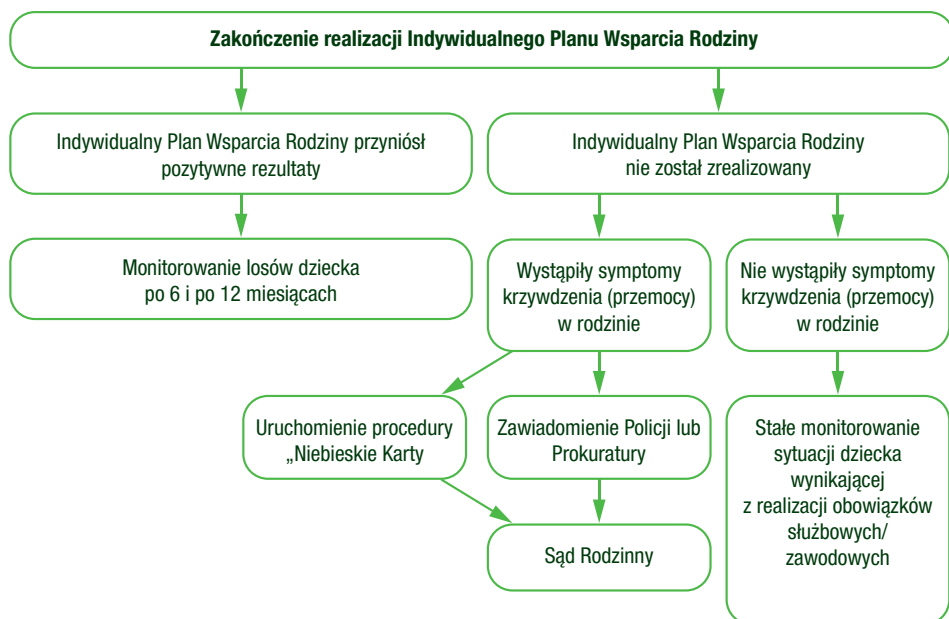 Zakończenie realizacji Indywidualnego Planu Wsparcia Rodziny
Indywidualny Plan Wsparcia Rodziny przyniósł
pozytywne rezultaty
Indywidualny Plan Wsparcia Rodziny
nie został zrealizowany
Monitorowanie losów dziecka
po 6 i po 12 miesiącach
Wystąpiły symptomy
krzywdzenia (przemocy)
w rodzinie
Nie wystąpiły symptomy
krzywdzenia (przemocy)
w rodzinie
Uruchomienie procedury
„Niebieskie Karty
Zawiadomienie Policji lub
Prokuratury
Stałe monitorowanie
sytuacji dziecka
wynikającej
z realizacji obowiązków
służbowych/
zawodowych
Sąd Rodzinny